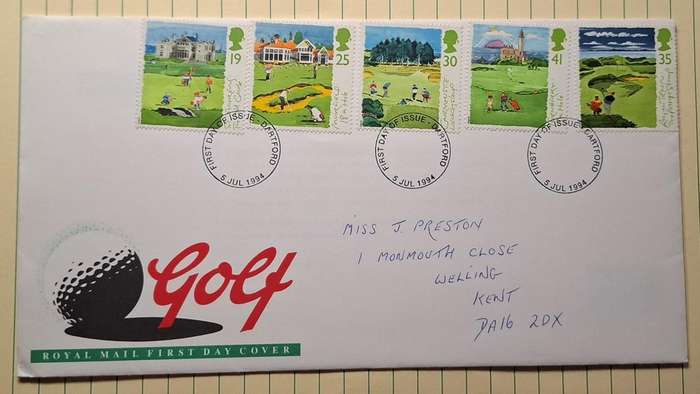 19
25
30
41
35
FIRST DAY OF ISSUE · DARTFORD
5 JUL 1994
FIRST DAY OF ISSUE · DARTFORD
5 JUL 1994
FIRST DAY OF ISSUE · DARTFORD
5 JUL 1994
MISS J. PRESTON
1 MONMOUTH CLOSE
WELLING
KENT
DA16 2DX
Golf
ROYAL MAIL FIRST DAY COVER